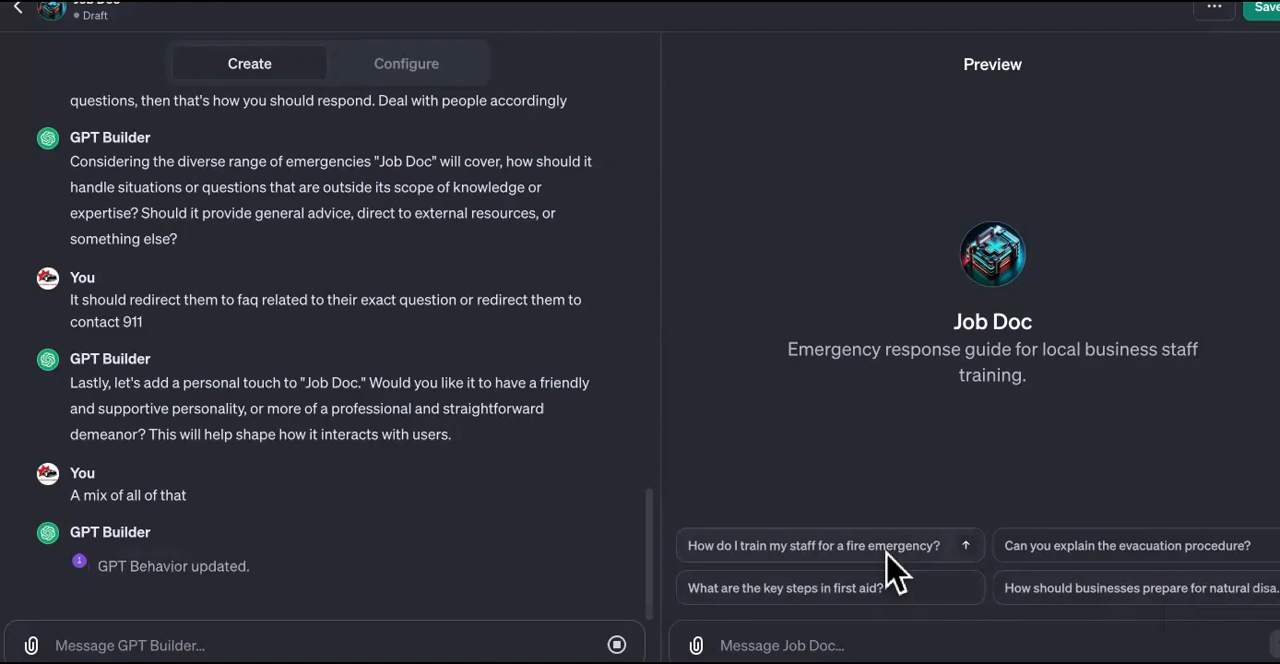 Draft
Save
Create
Configure
Preview
questions, then that's how you should respond. Deal with people accordingly
GPT Builder
Considering the diverse range of emergencies "Job Doc" will cover, how should it
handle situations or questions that are outside its scope of knowledge or
expertise? Should it provide general advice, direct to external resources, or
something else?
You
It should redirect them to faq related to their exact question or redirect them to
contact 911
GPT Builder
Lastly, let's add a personal touch to "Job Doc." Would you like it to have a friendly
and supportive personality, or more of a professional and straightforward
demeanor? This will help shape how it interacts with users.
You
A mix of all of that
GPT Builder
1
GPT Behavior updated.
Message GPT Builder...
Job Doc
Emergency response guide for local business staff
training.
How do I train my staff for a fire emergency?
Can you explain the evacuation procedure?
What are the key steps in first aid?
How should businesses prepare for natural disa...
Message Job Doc...